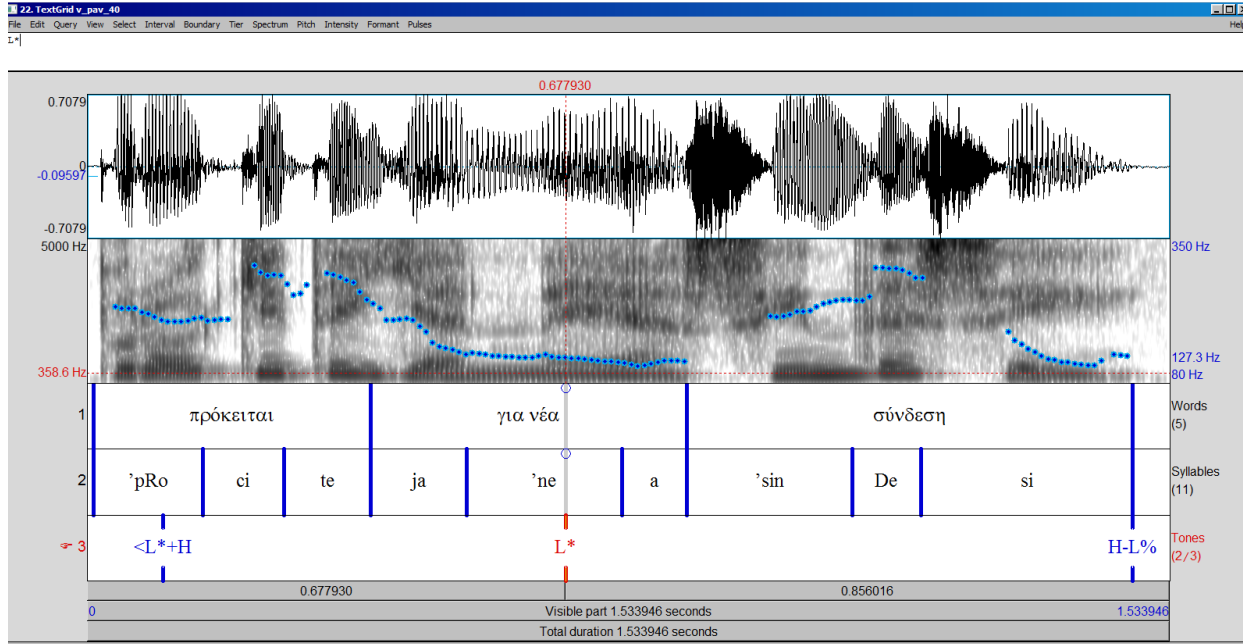 22. TextGrid v_pav_40
File Edit Query View Select Interval Boundary Tier Spectrum Pitch Intensity Formant Pulses Help
L*
0.677930
0.7079
0
-0.09597
-0.7079
5000 Hz 350 Hz
127.3 Hz
358.6 Hz 80 Hz
1 πρόκειται για νέα σύνδεση Words
(5)
2 ’pRo ci te ja ’ne a ’sin De si Syllables
(11)
3 <L*+H L* H-L% Tones
(2/3)
0.677930 0.856016
0 Visible part 1.533946 seconds 1.533946
Total duration 1.533946 seconds